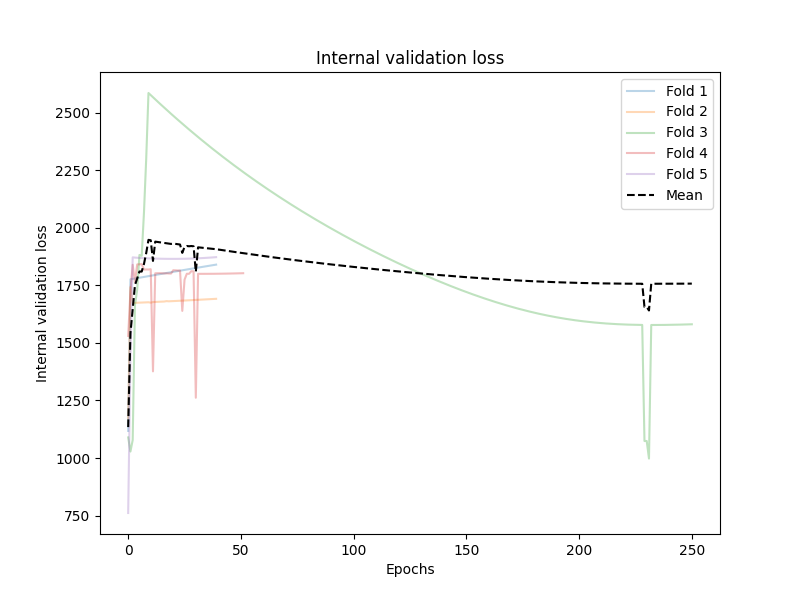 Internal validation loss
Fold 1
Fold 2
Fold 3
Fold 4
Fold 5
Mean
2500
2250
2000
1750
1500
1250
1000
750
Internal validation loss
0 50 100 150 200 250
Epochs